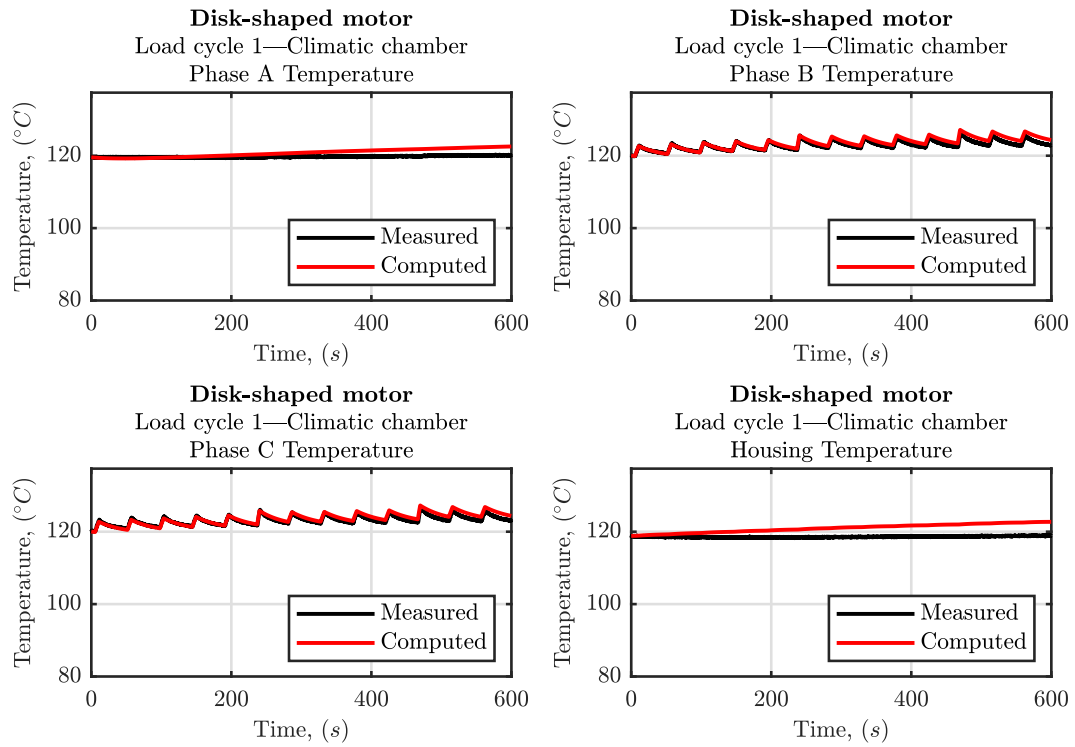 Disk-shaped motor
Load cycle 1—Climatic chamber
Phase A Temperature
Temperature, (°C)
120
100
80
0
200
400
600
Time, (s)
Measured
Computed
Disk-shaped motor
Load cycle 1—Climatic chamber
Phase B Temperature
Temperature, (°C)
120
100
80
0
200
400
600
Time, (s)
Measured
Computed
Disk-shaped motor
Load cycle 1—Climatic chamber
Phase C Temperature
Temperature, (°C)
120
100
80
0
200
400
600
Time, (s)
Measured
Computed
Disk-shaped motor
Load cycle 1—Climatic chamber
Housing Temperature
Temperature, (°C)
120
100
80
0
200
400
600
Time, (s)
Measured
Computed